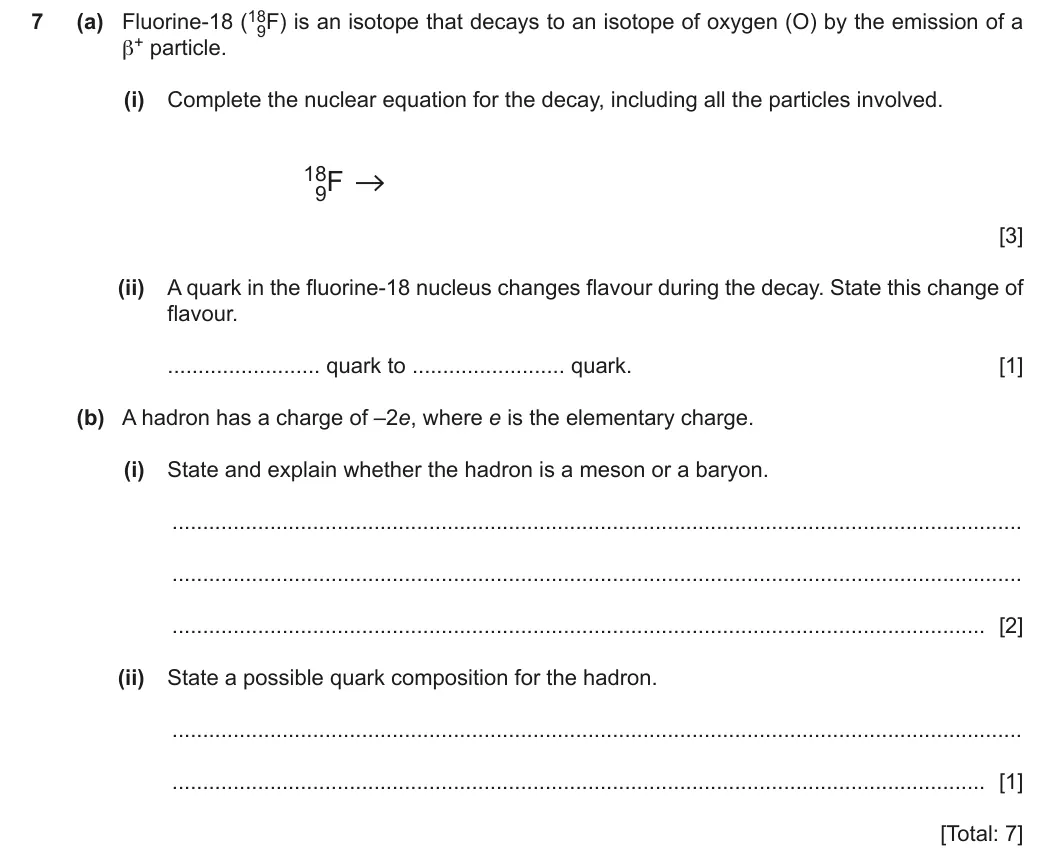 7 (a) Fluorine-18 (¹⁸₉F) is an isotope that decays to an isotope of oxygen (O) by the emission of a
β⁺ particle.
(i) Complete the nuclear equation for the decay, including all the particles involved.
¹⁸₉F →
[3]
(ii) A quark in the fluorine-18 nucleus changes flavour during the decay. State this change of
flavour.
......................... quark to ......................... quark. [1]
(b) A hadron has a charge of –2e, where e is the elementary charge.
(i) State and explain whether the hadron is a meson or a baryon.
...................................................................................................................................
...................................................................................................................................
............................................................................................................................. [2]
(ii) State a possible quark composition for the hadron.
...................................................................................................................................
............................................................................................................................. [1]
[Total: 7]